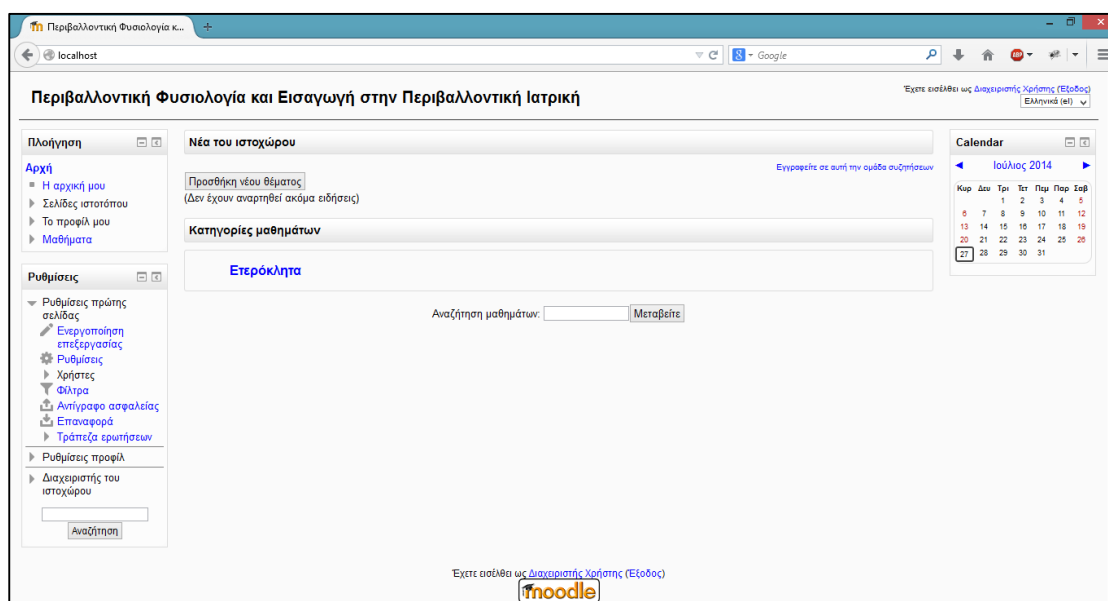 Περιβαλλοντική Φυσιολογία κ...
localhost
Google
Περιβαλλοντική Φυσιολογία και Εισαγωγή στην Περιβαλλοντική Ιατρική
Έχετε εισέλθει ως Διαχειριστής Χρήστης (Έξοδος)
Ελληνικά (el)
Πλοήγηση
Αρχή
Η αρχική μου
Σελίδες ιστοτόπου
Το προφίλ μου
Μαθήματα
Ρυθμίσεις
Ρυθμίσεις πρώτης
σελίδας
Ενεργοποίηση
επεξεργασίας
Ρυθμίσεις
Χρήστες
Φίλτρα
Αντίγραφο ασφαλείας
Επαναφορά
Τράπεζα ερωτήσεων
Ρυθμίσεις προφίλ
Διαχειριστής του
ιστοχώρου
Αναζήτηση
Νέα του ιστοχώρου
Εγγραφείτε σε αυτή την ομάδα συζητήσεων
Προσθήκη νέου θέματος
(Δεν έχουν αναρτηθεί ακόμα ειδήσεις)
Κατηγορίες μαθημάτων
Ετερόκλητα
Αναζήτηση μαθημάτων: Μεταβείτε
Calendar
Ιούλιος 2014
Κυρ Δευ Τρι Τετ Πεμ Παρ Σαβ
1 2 3 4 5
6 7 8 9 10 11 12
13 14 15 16 17 18 19
20 21 22 23 24 25 26
27 28 29 30 31
Έχετε εισέλθει ως Διαχειριστής Χρήστης (Έξοδος)
moodle